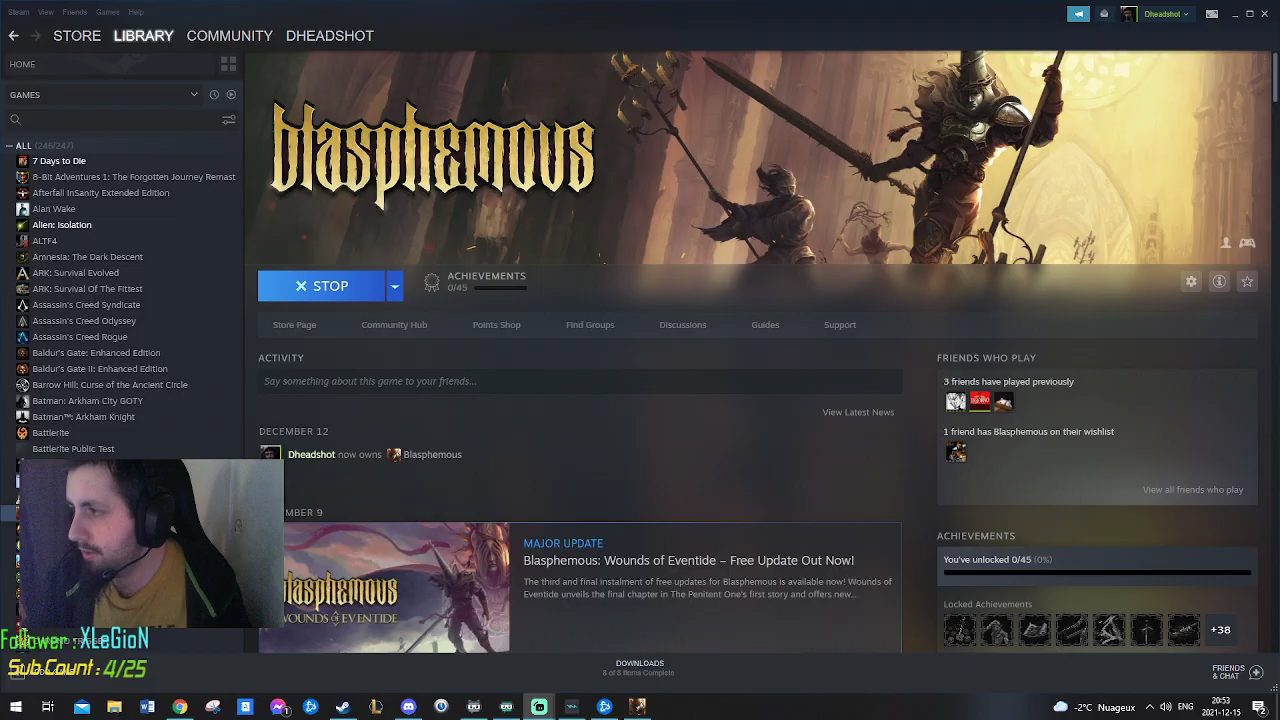 Steam View Friends Games Help
Dheadshot
STORE LIBRARY COMMUNITY DHEADSHOT
HOME
GAMES
ALL (246/247)
7 Days to Die
8-Bit Adventures 1: The Forgotten Journey Remast
Afterfall InSanity Extended Edition
Alan Wake
Alien: Isolation
ALTF4
Amnesia: The Dark Descent
ARK: Survival Evolved
ARK: Survival Of The Fittest
Assassin's Creed Syndicate
Assassin's Creed Odyssey
Assassin's Creed Rogue
Baldur's Gate: Enhanced Edition
Baldur's Gate II: Enhanced Edition
Barrow Hill: Curse of the Ancient Circle
Batman: Arkham City GOTY
Batman™: Arkham Knight
Battlerite
Battlerite Public Test
blasphemous
STOP
ACHIEVEMENTS
0/45
Store Page Community Hub Points Shop Find Groups Discussions Guides Support
ACTIVITY
Say something about this game to your friends...
View Latest News
DECEMBER 12
Dheadshot now owns Blasphemous
MBER 9
blasphemous
WOUNDS OF EVENTIDE
MAJOR UPDATE
Blasphemous: Wounds of Eventide – Free Update Out Now!
The third and final instalment of free updates for Blasphemous is available now! Wounds of
Eventide unveils the final chapter in The Penitent One's first story and offers new...
FRIENDS WHO PLAY
3 friends have played previously
1 friend has Blasphemous on their wishlist
View all friends who play
ACHIEVEMENTS
You've unlocked 0/45 (0%)
Locked Achievements
+38
XLeGioN
Sub Count: 4/25
DOWNLOADS
8 of 8 Items Complete
FRIENDS
& CHAT
-2°C Nuageux
20:53
2021-12-15